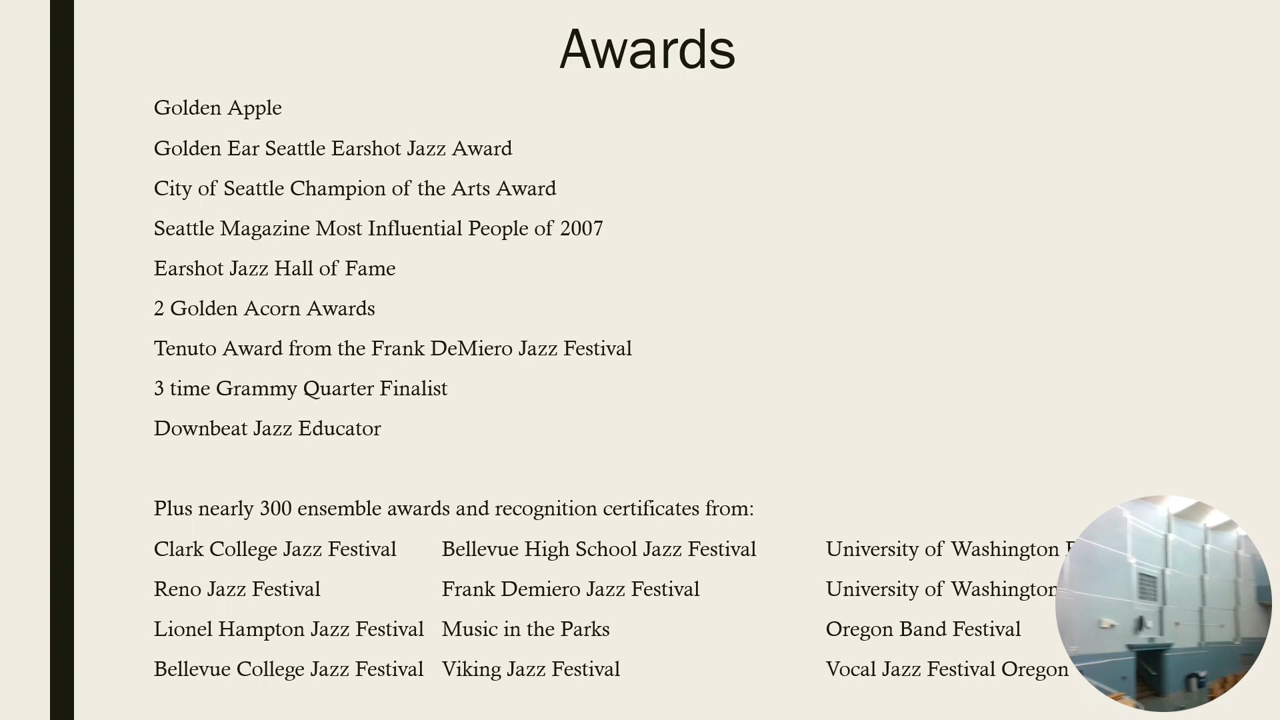 Awards
Golden Apple
Golden Ear Seattle Earshot Jazz Award
City of Seattle Champion of the Arts Award
Seattle Magazine Most Influential People of 2007
Earshot Jazz Hall of Fame
2 Golden Acorn Awards
Tenuto Award from the Frank DeMiero Jazz Festival
3 time Grammy Quarter Finalist
Downbeat Jazz Educator
Plus nearly 300 ensemble awards and recognition certificates from:
Clark College Jazz Festival Bellevue High School Jazz Festival University of Washington
Reno Jazz Festival Frank Demiero Jazz Festival University of Washington
Lionel Hampton Jazz Festival Music in the Parks Oregon Band Festival
Bellevue College Jazz Festival Viking Jazz Festival Vocal Jazz Festival Oregon